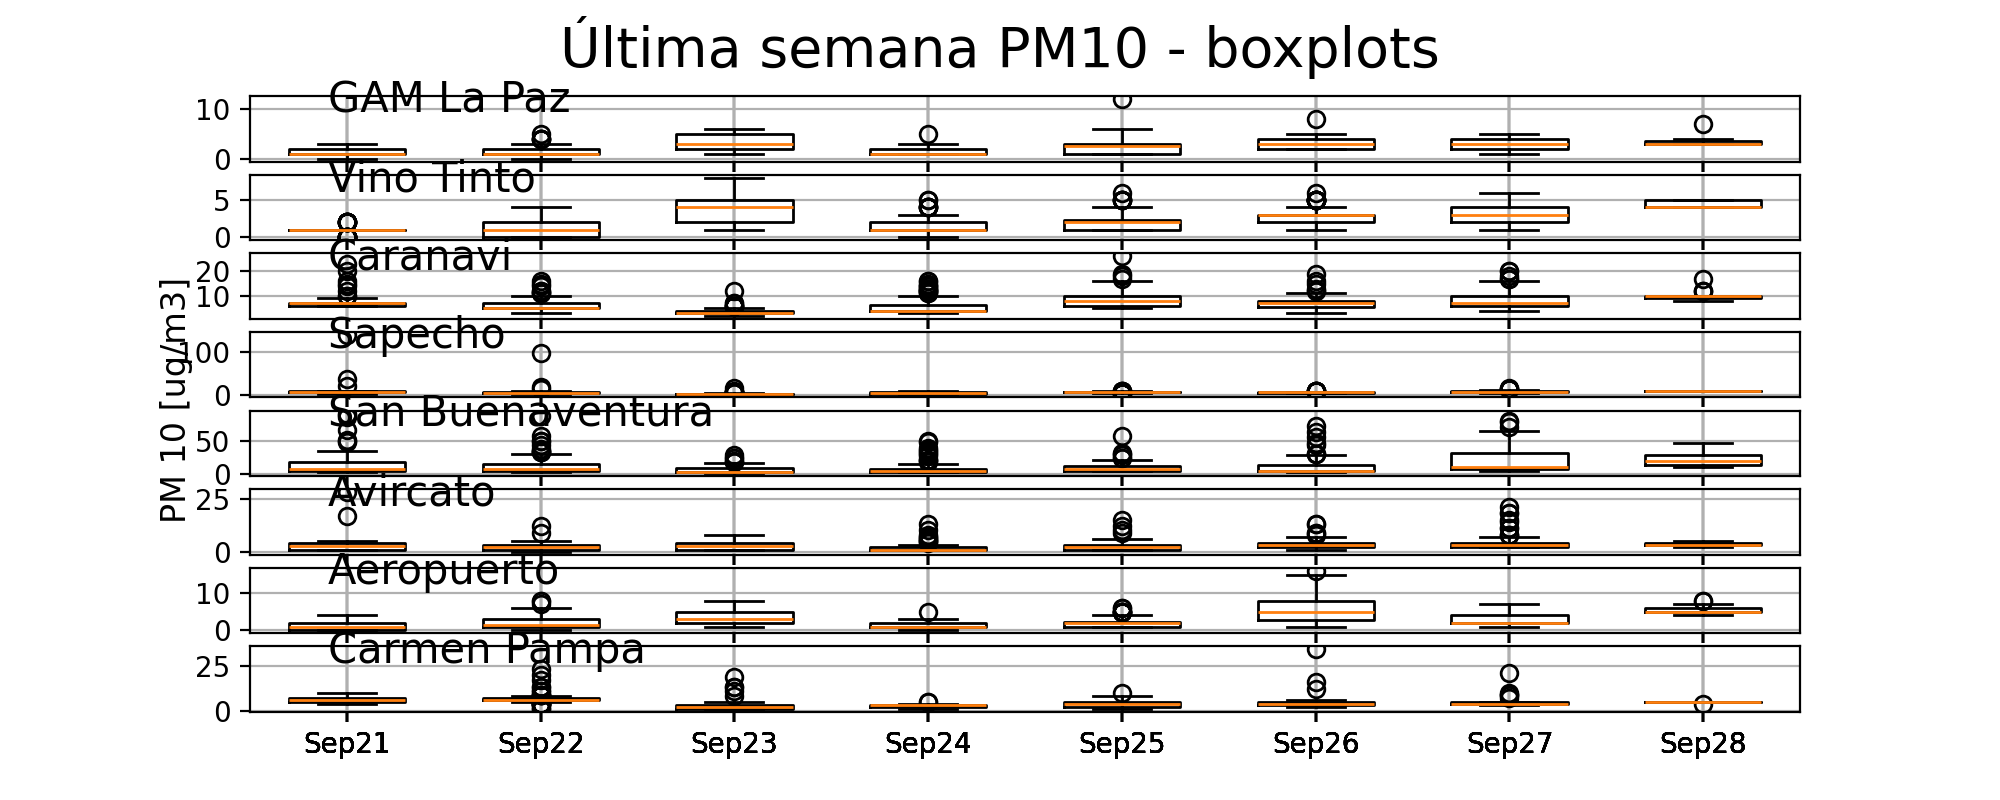 Última semana PM10 - boxplots
PM 10 [ug/m3]
GAM La Paz
10
0
Vino Tinto
5
0
Caranavi
20
10
Sapecho
100
0
San Buenaventura
50
0
Avircato
25
0
Aeropuerto
10
0
Carmen Pampa
25
0
Sep21 Sep22 Sep23 Sep24 Sep25 Sep26 Sep27 Sep28